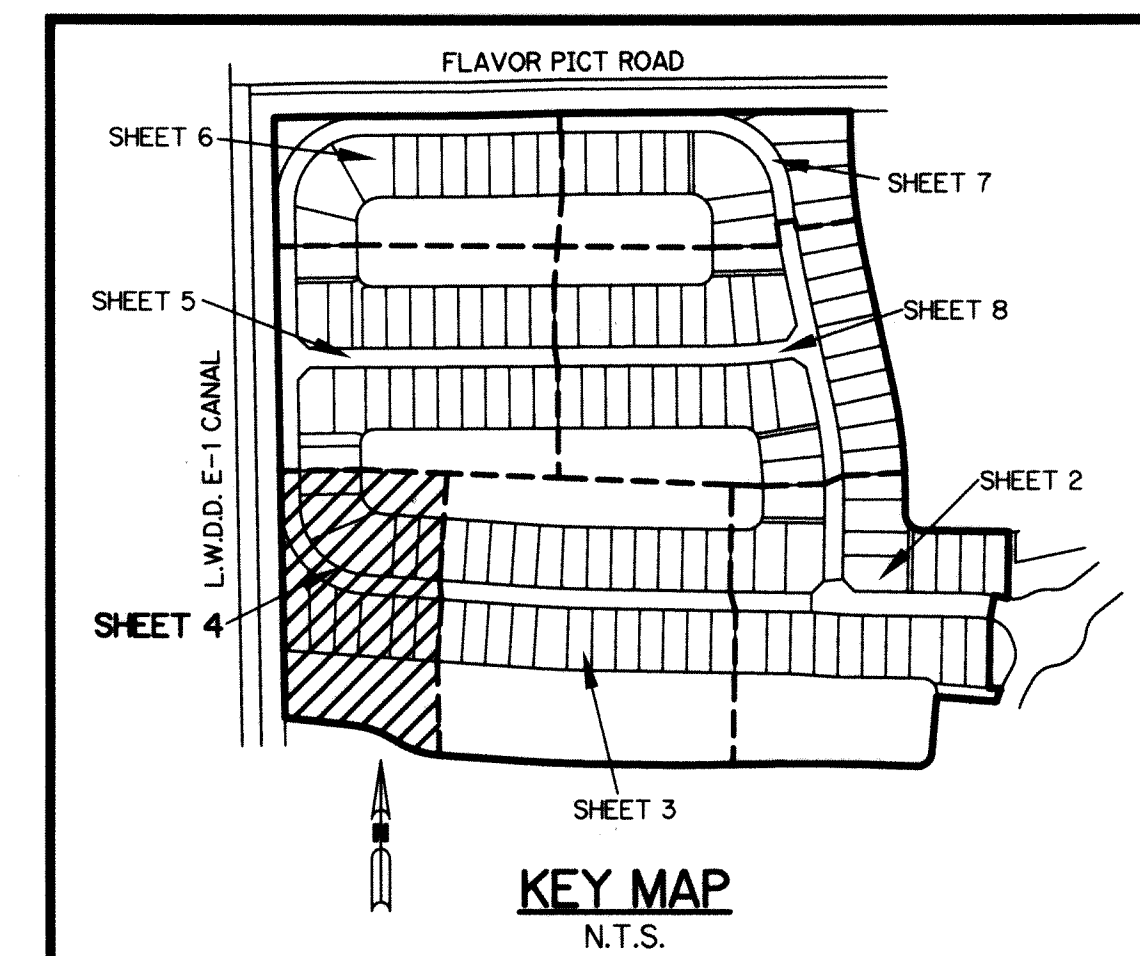 FLAVOR PICT ROAD
SHEET 6
SHEET 7
SHEET 5
SHEET 8
L.W.D.D. E-1 CANAL
SHEET 2
SHEET 4
SHEET 3
KEY MAP
N.T.S.